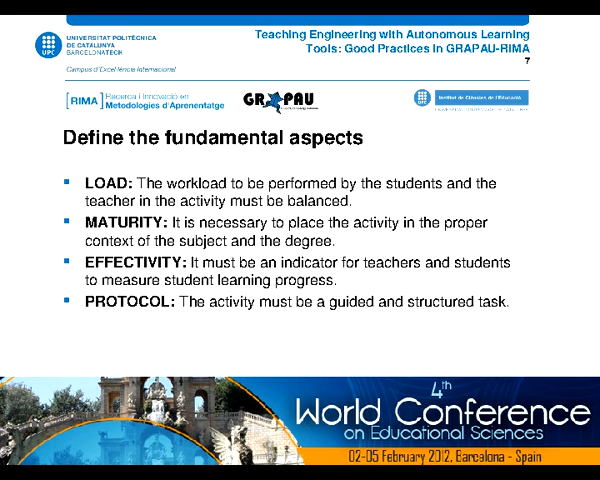 UNIVERSITAT POLITÈCNICA
DE CATALUNYA
BARCELONATECH
UPC
Campus d'Excel·lència Internacional
Teaching Engineering with Autonomous Learning
Tools: Good Practices in GRAPAU-RIMA
7
[RIMA] Recerca i Innovació en
Metodologies d'Aprenentatge
GRAPAU
UPC
Institut de Ciències de l'Educació
Define the fundamental aspects
LOAD: The workload to be performed by the students and the
teacher in the activity must be balanced.
MATURITY: It is necessary to place the activity in the proper
context of the subject and the degree.
EFFECTIVITY: It must be an indicator for teachers and students
to measure student learning progress.
PROTOCOL: The activity must be a guided and structured task.
4th
World Conference
on Educational Sciences
02-05 February 2012, Barcelona - Spain